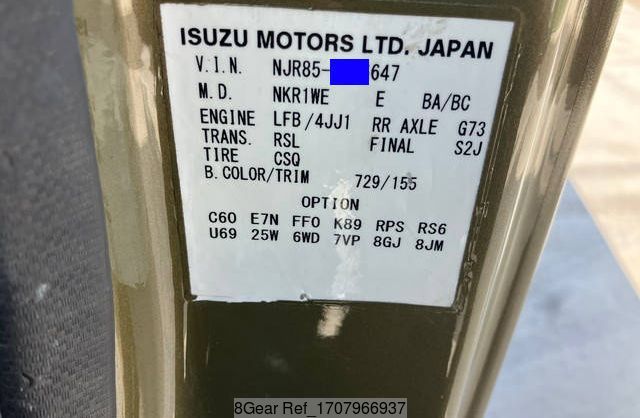 ISUZU MOTORS LTD. JAPAN
V.I.N. NJR85- 647
M.D. NKR1WE E BA/BC
ENGINE LFB/4JJ1 RR AXLE G73
TRANS. RSL FINAL S2J
TIRE CSQ
B.COLOR/TRIM 729/155
OPTION
C60 E7N FF0 K89 RPS RS6
U69 25W 6WD 7VP 8GJ 8JM
8Gear Ref_1707966937